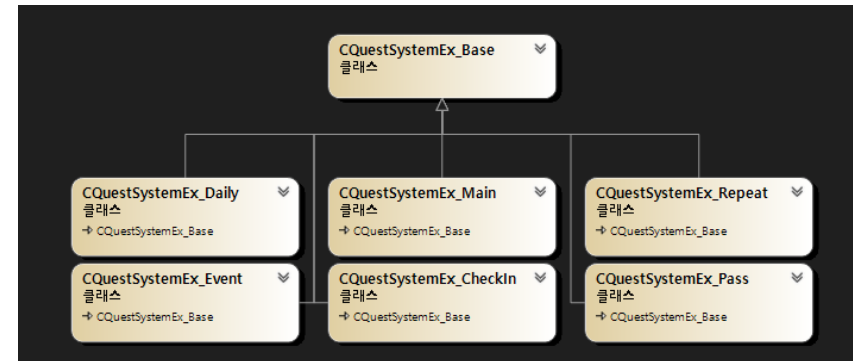 CQuestSystemEx_Base
클래스
CQuestSystemEx_Daily
클래스
CQuestSystemEx_Base
CQuestSystemEx_Main
클래스
CQuestSystemEx_Base
CQuestSystemEx_Repeat
클래스
CQuestSystemEx_Base
CQuestSystemEx_Event
클래스
CQuestSystemEx_Base
CQuestSystemEx_CheckIn
클래스
CQuestSystemEx_Base
CQuestSystemEx_Pass
클래스
CQuestSystemEx_Base